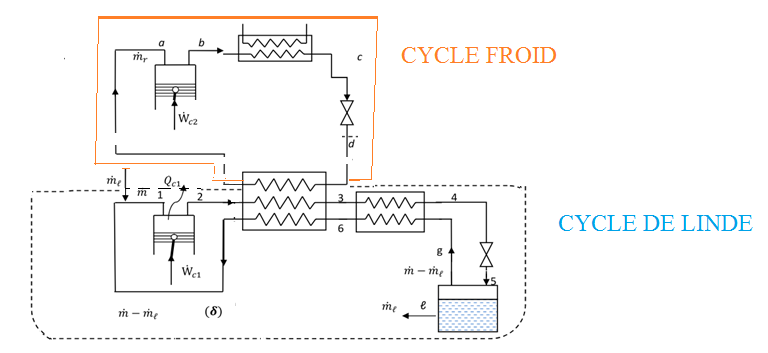 a b
ṁᵣ
c
CYCLE FROID
Ẇc2
d
ṁℓ
Qc1
m̅ 1 2 3 4
CYCLE DE LINDE
6
g
Ẇc1
ṁ − ṁℓ
5
ṁ − ṁℓ (δ) ṁℓ ℓ